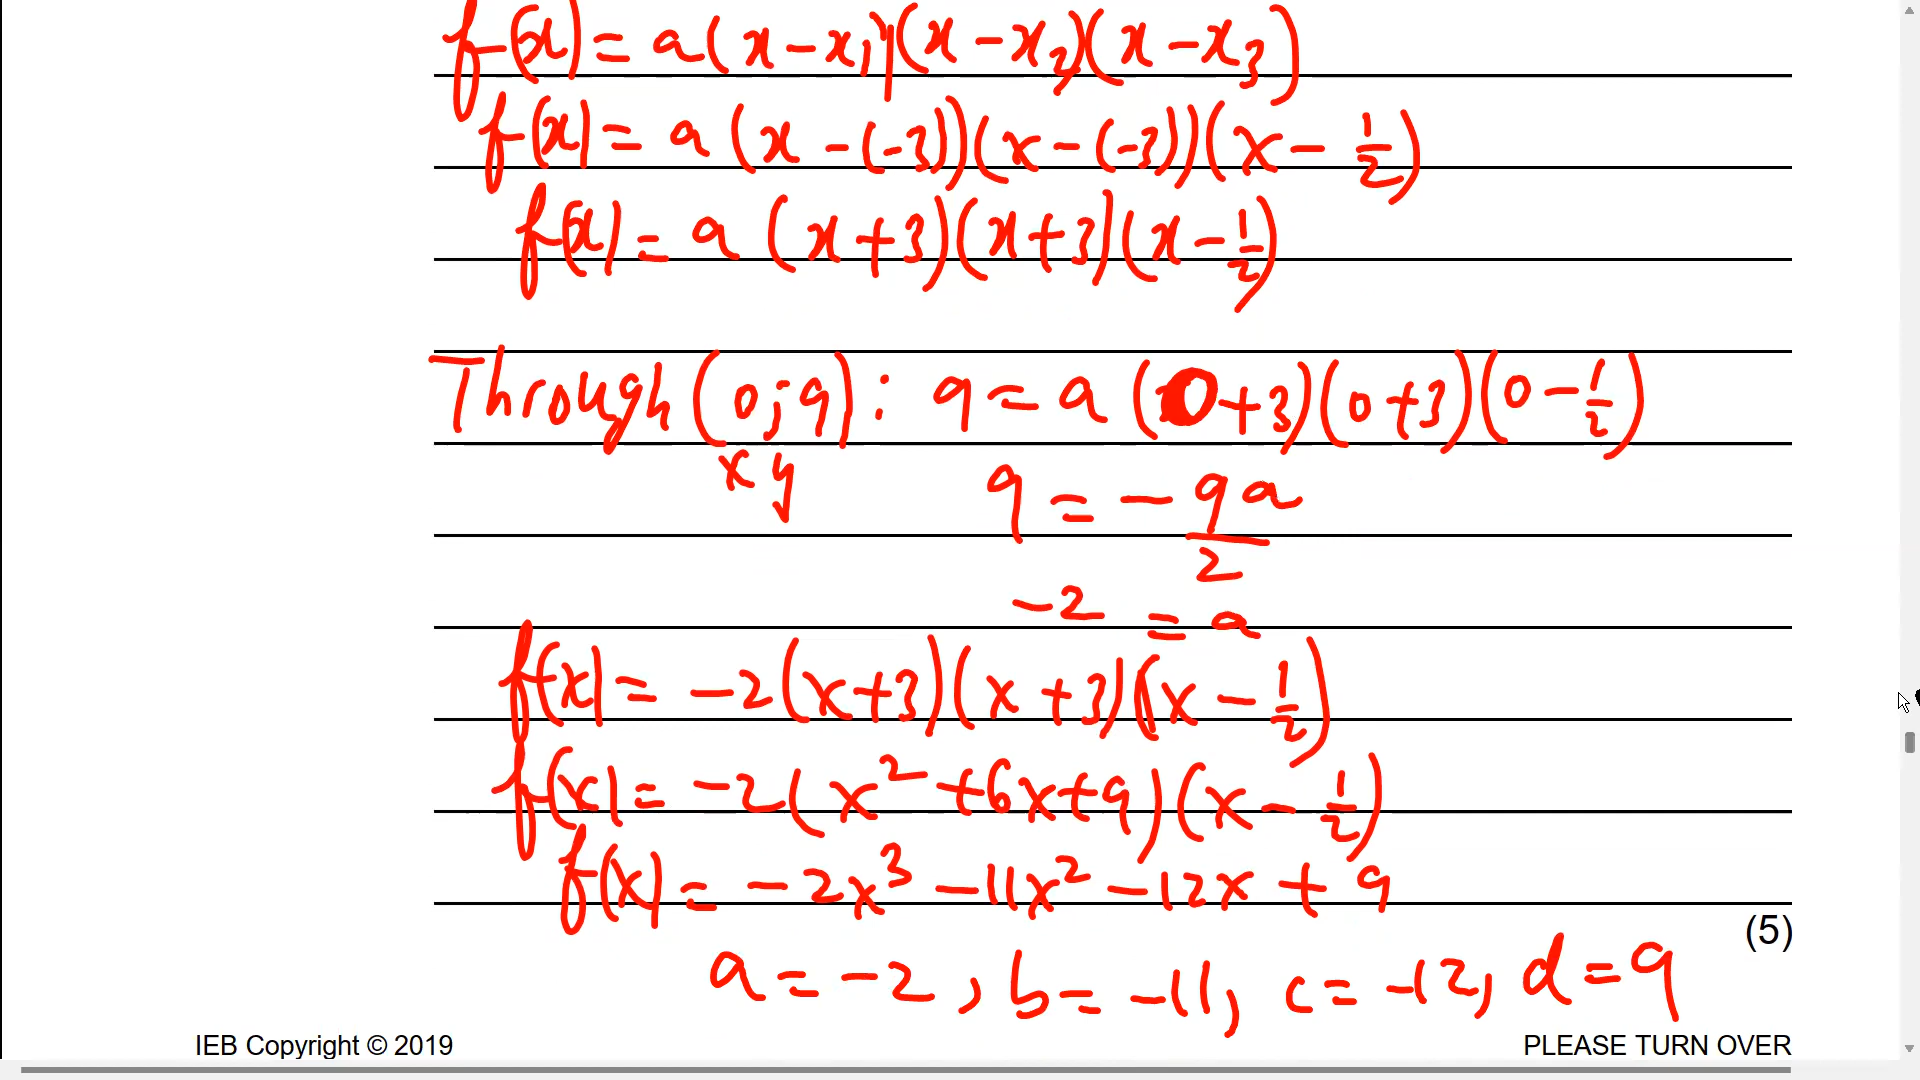 f(x) = a(x-x₁)(x-x₂)(x-x₃)
f(x) = a(x-(-3))(x-(-3))(x-1/2)
f(x) = a(x+3)(x+3)(x-1/2)
Through (0;9): 9 = a(0+3)(0+3)(0-1/2)
x y
9 = -9a/2
-2 = a
f(x) = -2(x+3)(x+3)(x-1/2)
f(x) = -2(x²+6x+9)(x-1/2)
f(x) = -2x³-11x²-12x+9
(5)
a=-2, b=-11, c=-12, d=9
IEB Copyright © 2019 PLEASE TURN OVER